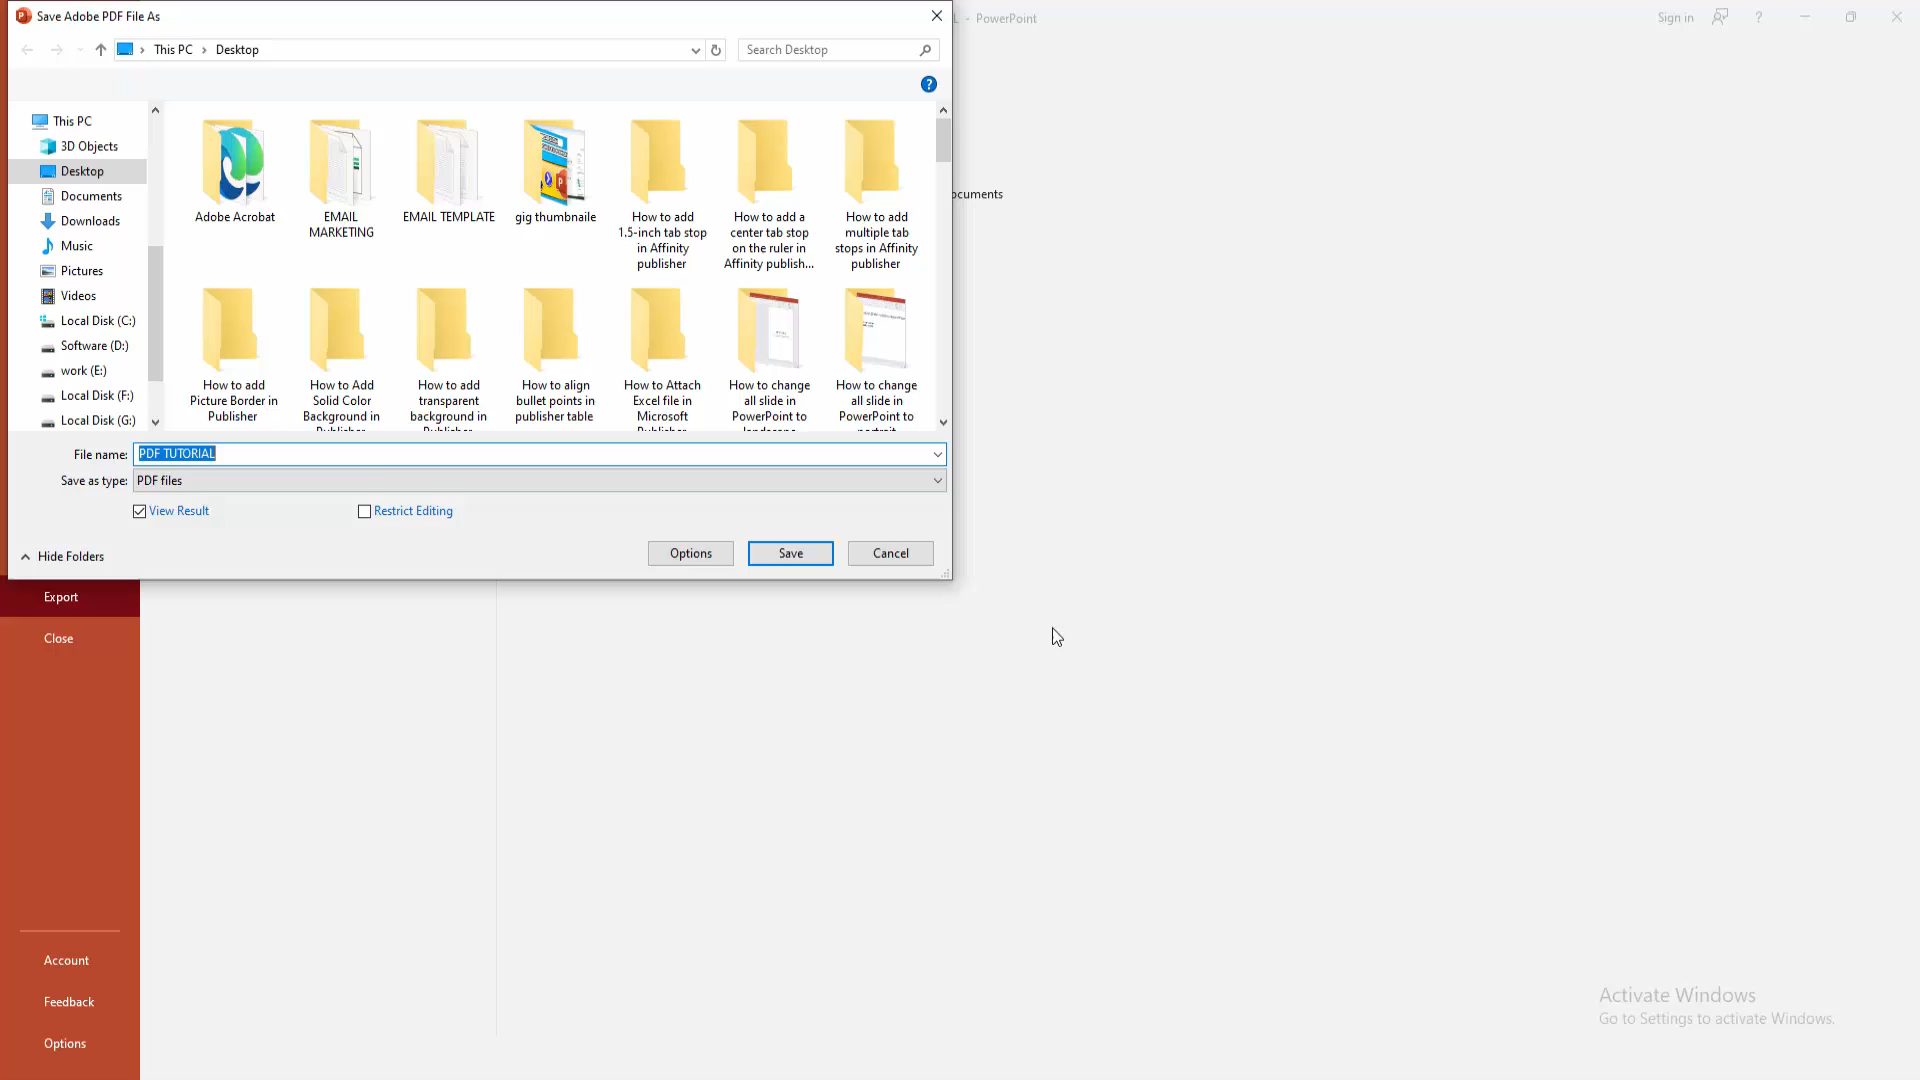 Save Adobe PDF File As
L - PowerPoint
Sign in
?
This PC > Desktop
Search Desktop
?
This PC
3D Objects
Desktop
Documents
Downloads
Music
Pictures
Videos
Local Disk (C:)
Software (D:)
work (E:)
Local Disk (F:)
Local Disk (G:)
Adobe Acrobat
EMAIL
MARKETING
EMAIL TEMPLATE
gig thumbnaile
How to add
1.5-inch tab stop
in Affinity
publisher
How to add a
center tab stop
on the ruler in
Affinity publish...
How to add
multiple tab
stops in Affinity
publisher
How to add
Picture Border in
Publisher
How to Add
Solid Color
Background in
Publisher
How to add
transparent
background in
Publisher
How to align
bullet points in
publisher table
How to Attach
Excel file in
Microsoft
Publisher
How to change
all slide in
PowerPoint to
landscape
How to change
all slide in
PowerPoint to
portrait
ocuments
File name: PDF TUTORIAL
Save as type: PDF files
View Result
Restrict Editing
Hide Folders
Options
Save
Cancel
Export
Close
Account
Feedback
Options
Activate Windows
Go to Settings to activate Windows.